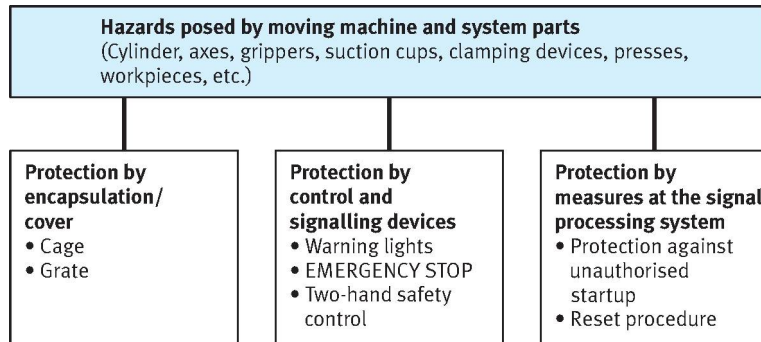 Hazards posed by moving machine and system parts
(Cylinder, axes, grippers, suction cups, clamping devices, presses,
workpieces, etc.)
Protection by
encapsulation/
cover
• Cage
• Grate
Protection by
control and
signalling devices
• Warning lights
• EMERGENCY STOP
• Two-hand safety
control
Protection by
measures at the signal
processing system
• Protection against
unauthorised
startup
• Reset procedure